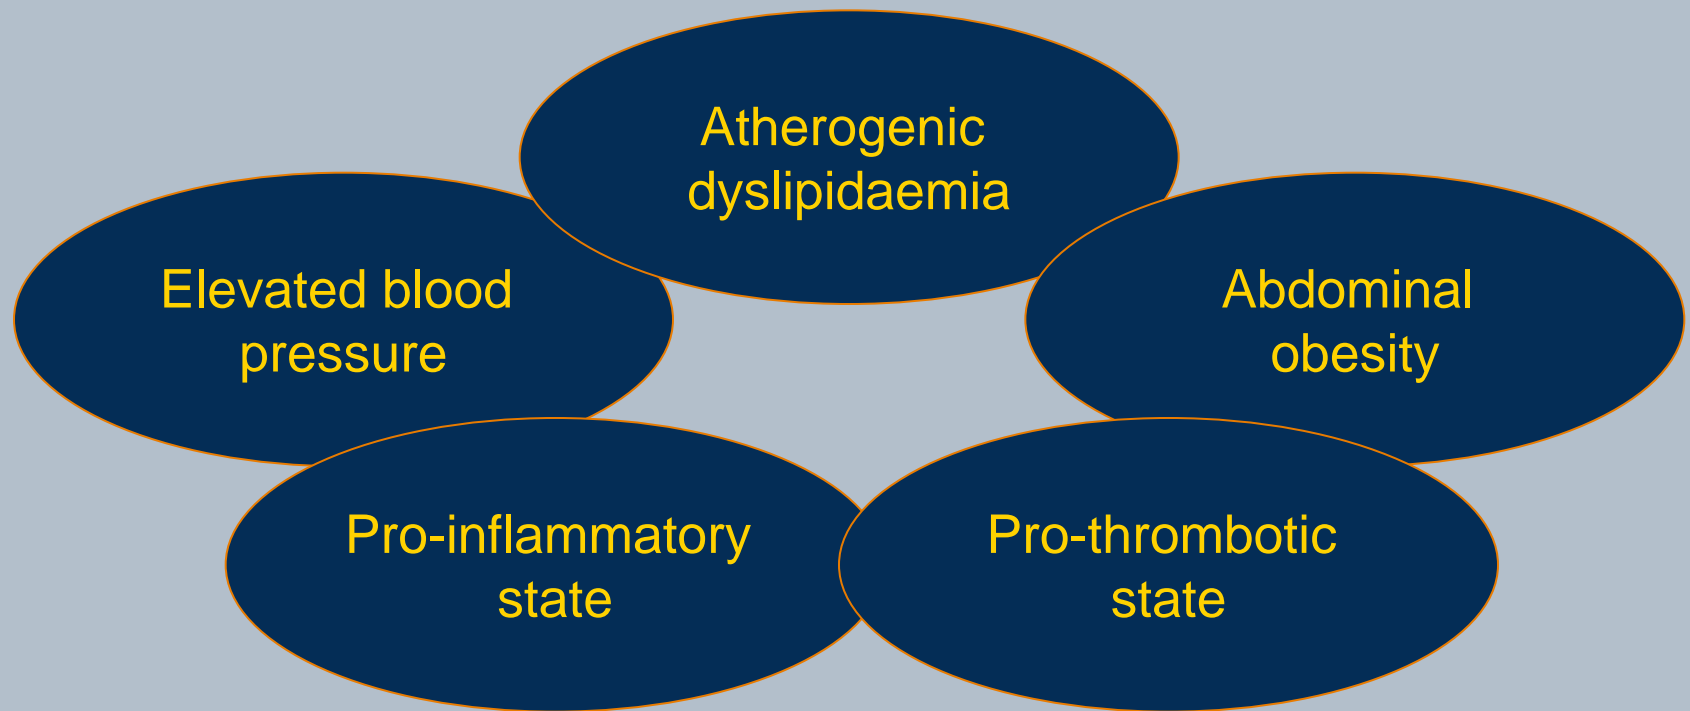 Atherogenic
dyslipidaemia
Elevated blood
pressure
Abdominal
obesity
Pro-inflammatory
state
Pro-thrombotic
state